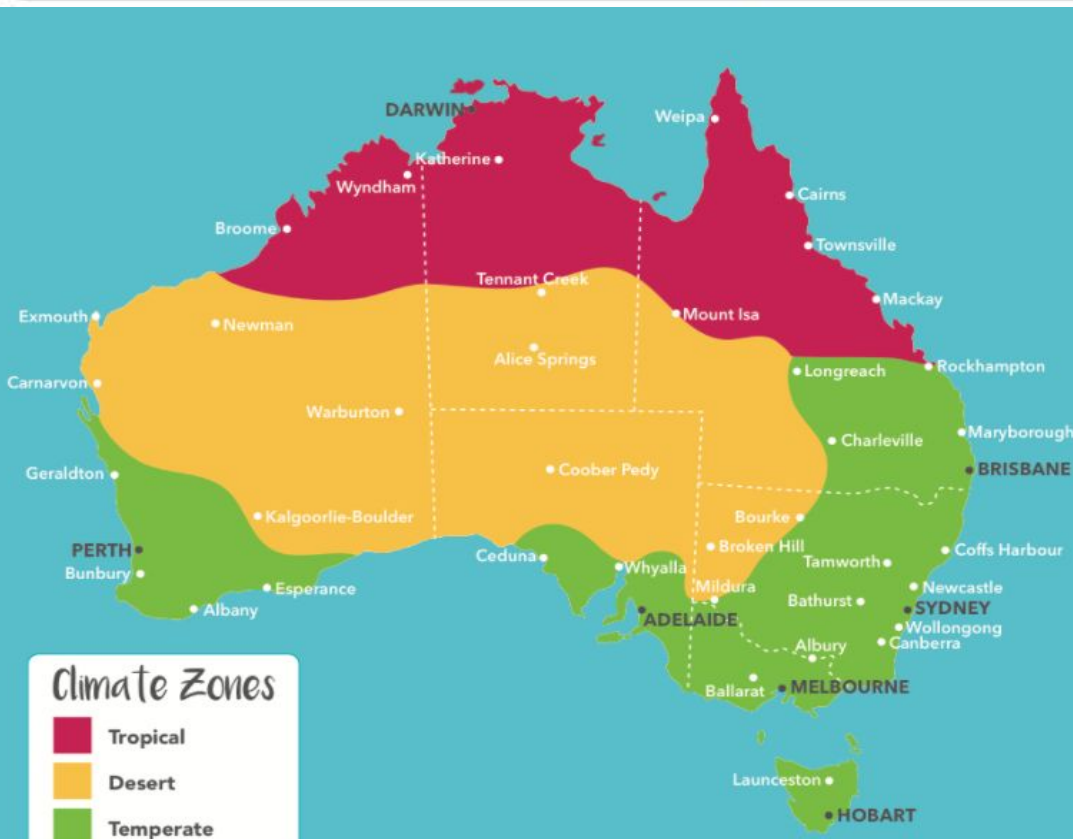 DARWIN
Weipa
Katherine
Wyndham
Cairns
Broome
Townsville
Tennant Creek
Mackay
Exmouth
Newman
Mount Isa
Alice Springs
Longreach
Rockhampton
Carnarvon
Warburton
Maryborough
Charleville
Geraldton
Coober Pedy
BRISBANE
Kalgoorlie-Boulder
Bourke
PERTH
Ceduna
Broken Hill
Coffs Harbour
Bunbury
Whyalla
Tamworth
Esperance
Mildura
Newcastle
Albany
Bathurst
SYDNEY
ADELAIDE
Wollongong
Albury
Canberra
Ballarat
MELBOURNE
Launceston
HOBART
Climate Zones
Tropical
Desert
Temperate